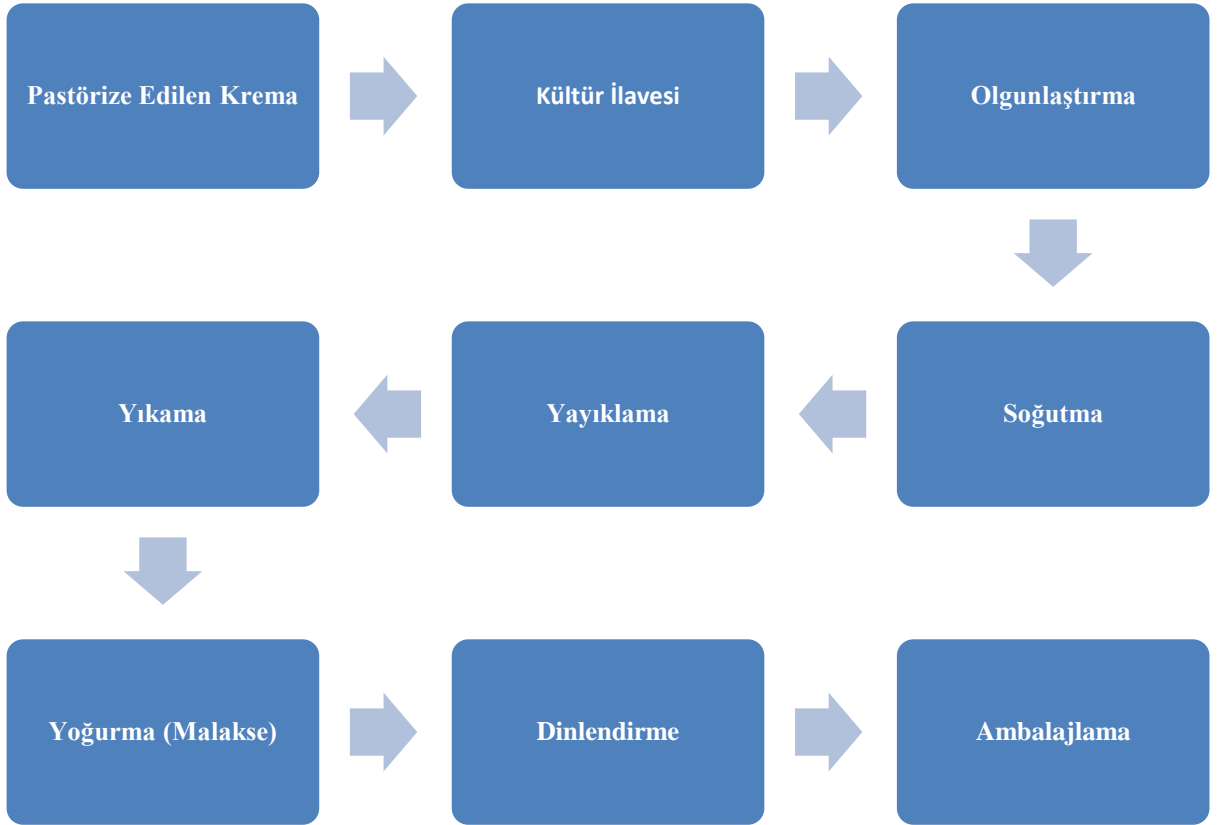 Pastörize Edilen Krema
Kültür İlavesi
Olgunlaştırma
Soğutma
Yayıklama
Yıkama
Yoğurma (Malakse)
Dinlendirme
Ambalajlama